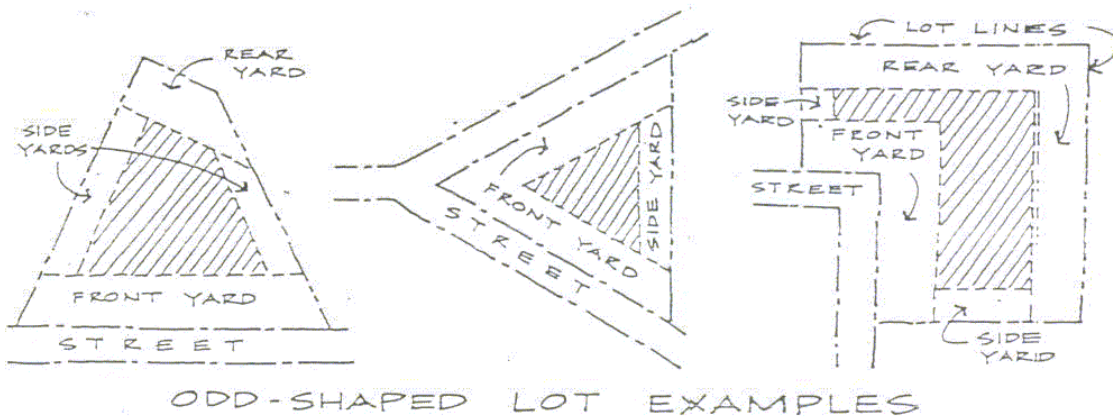 REAR
YARD
SIDE
YARDS
FRONT YARD
STREET
FRONT YARD
STREET
SIDE YARD
LOT LINES
REAR YARD
SIDE
YARD
FRONT
YARD
STREET
SIDE
YARD
ODD-SHAPED LOT EXAMPLES